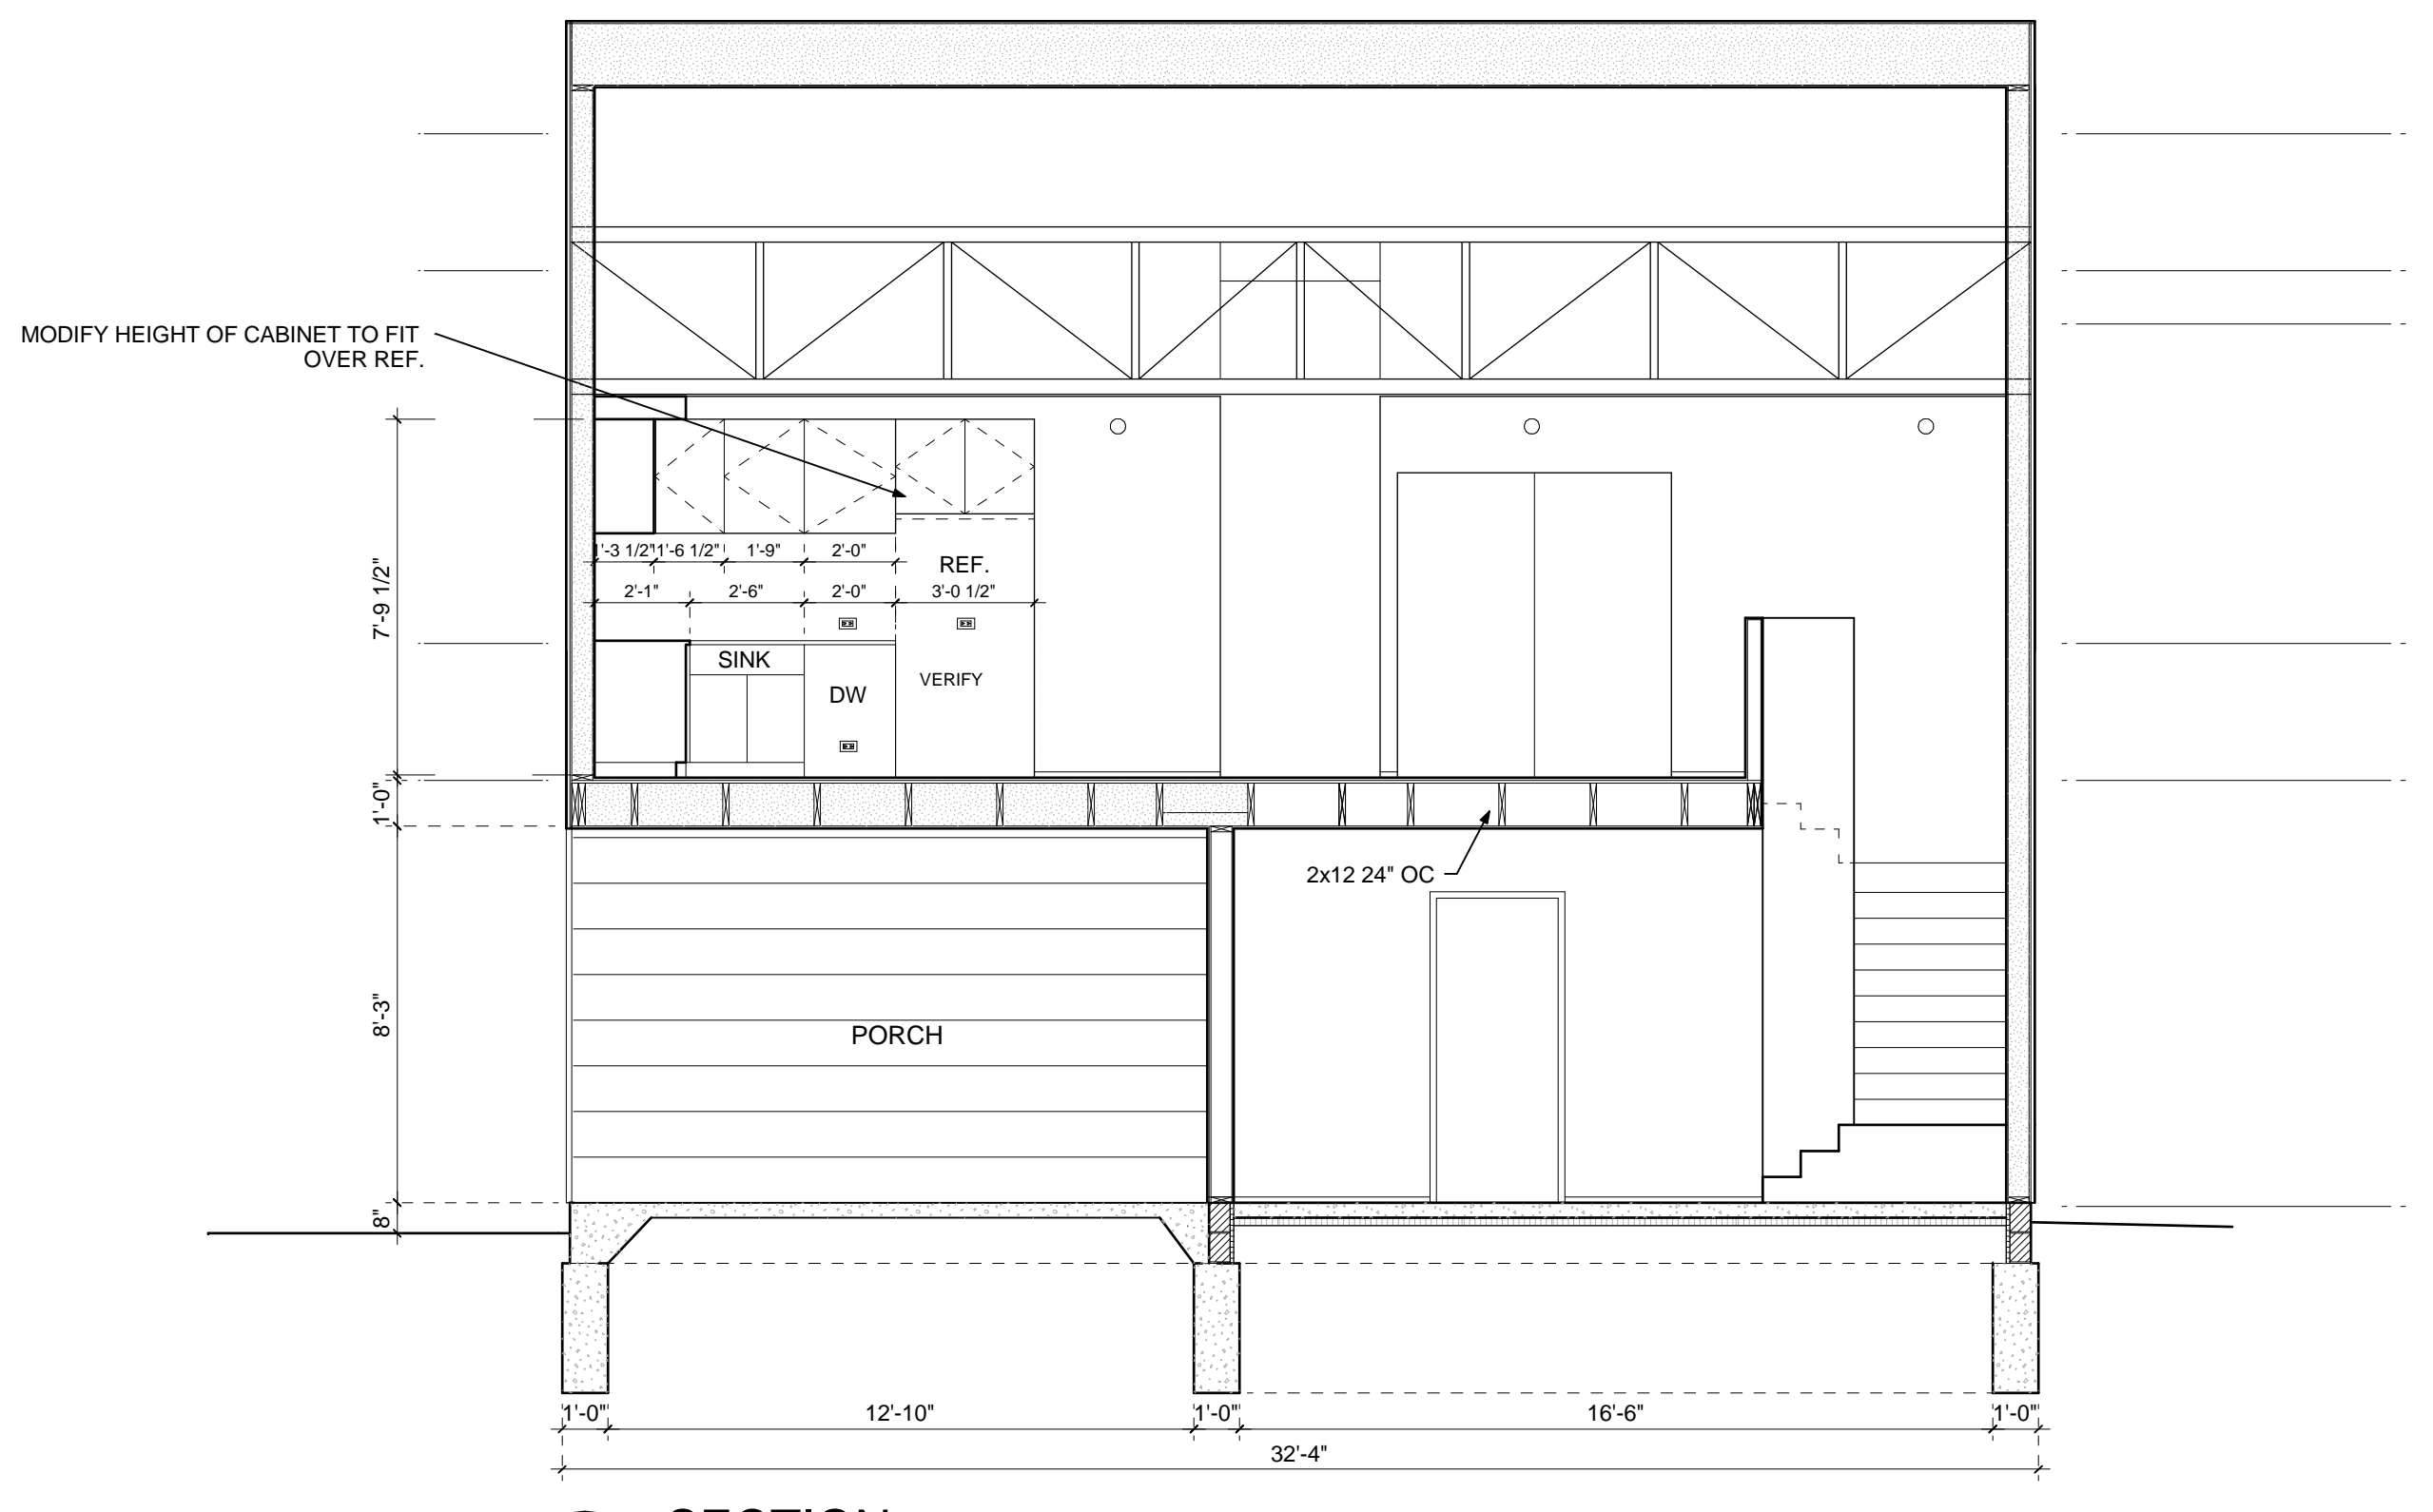 MODIFY HEIGHT OF CABINET TO FIT
OVER REF.
1'-3 1/2" 1'-6 1/2" 1'-9" 2'-0"
REF.
2'-1" 2'-6" 2'-0" 3'-0 1/2"
7'-9 1/2"
SINK
VERIFY
DW
1'-0"
2x12 24" OC
8'-3"
PORCH
8"
1'-0" 12'-10" 1'-0" 16'-6" 1'-0"
32'-4"
SECTION